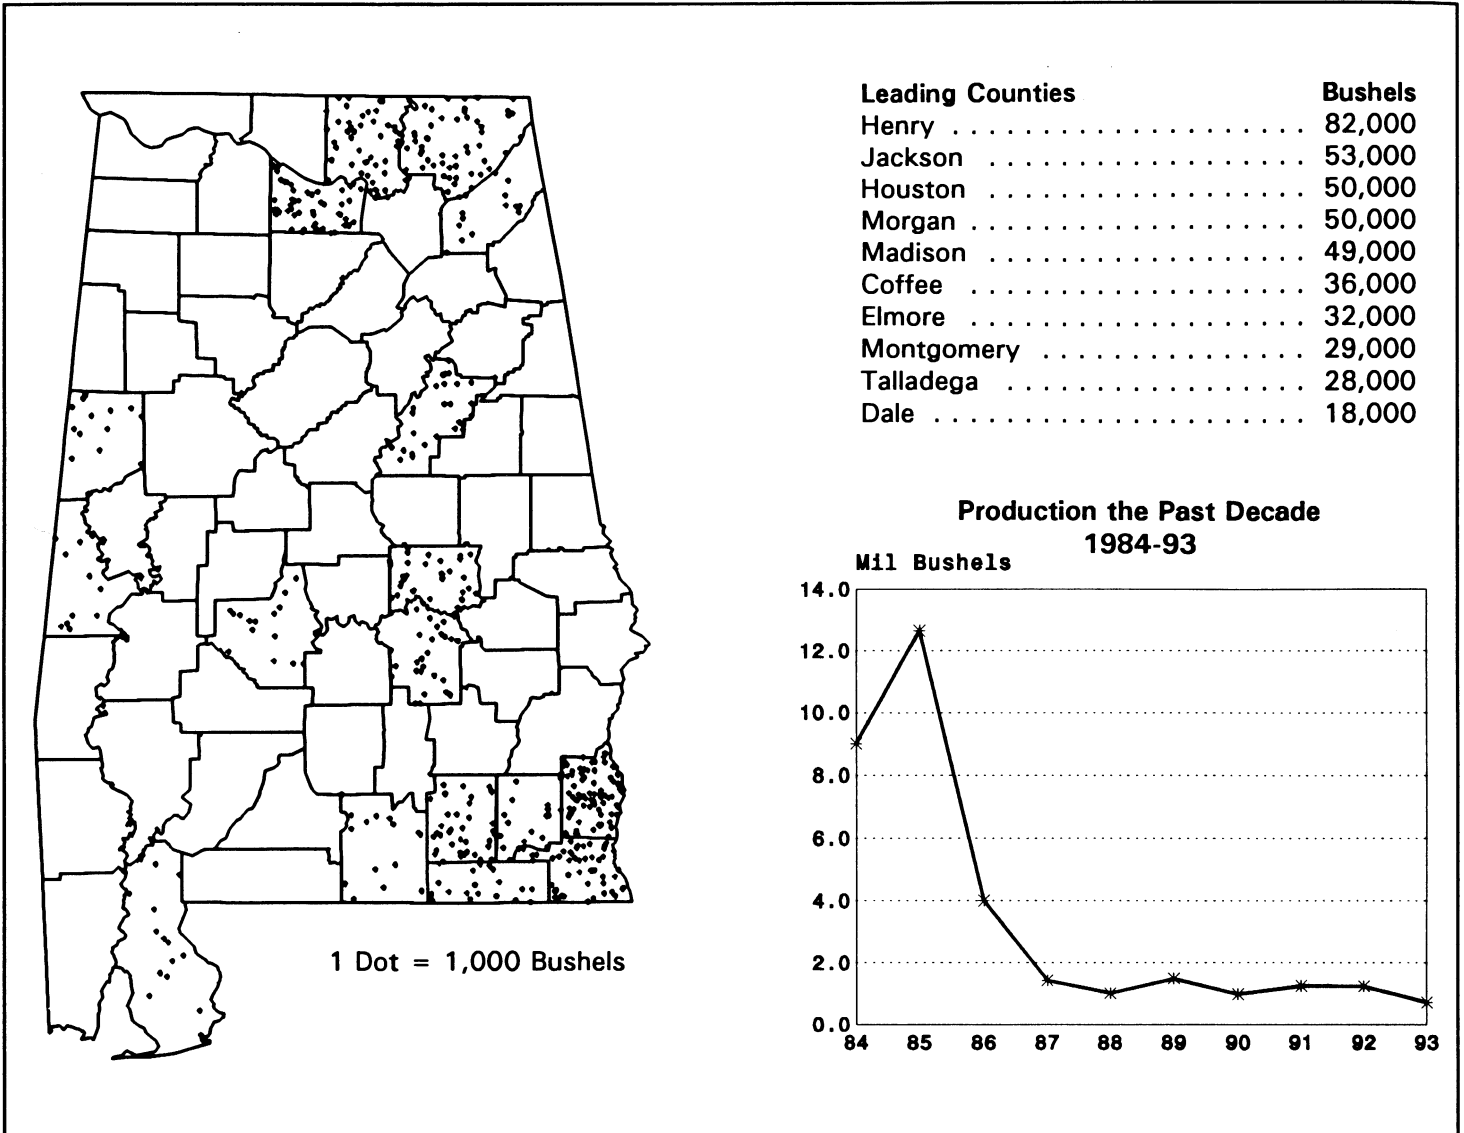 Leading Counties Bushels
Henry . . . . . . . . . . . . . . . . . . . . 82,000
Jackson . . . . . . . . . . . . . . . . . . 53,000
Houston . . . . . . . . . . . . . . . . . . 50,000
Morgan . . . . . . . . . . . . . . . . . . . 50,000
Madison . . . . . . . . . . . . . . . . . . 49,000
Coffee . . . . . . . . . . . . . . . . . . . 36,000
Elmore . . . . . . . . . . . . . . . . . . . 32,000
Montgomery . . . . . . . . . . . . . . . 29,000
Talladega . . . . . . . . . . . . . . . . . 28,000
Dale . . . . . . . . . . . . . . . . . . . . . 18,000
1 Dot = 1,000 Bushels
Production the Past Decade
1984-93
Mil Bushels
14.0
12.0
10.0
8.0
6.0
4.0
2.0
0.0
84 85 86 87 88 89 90 91 92 93